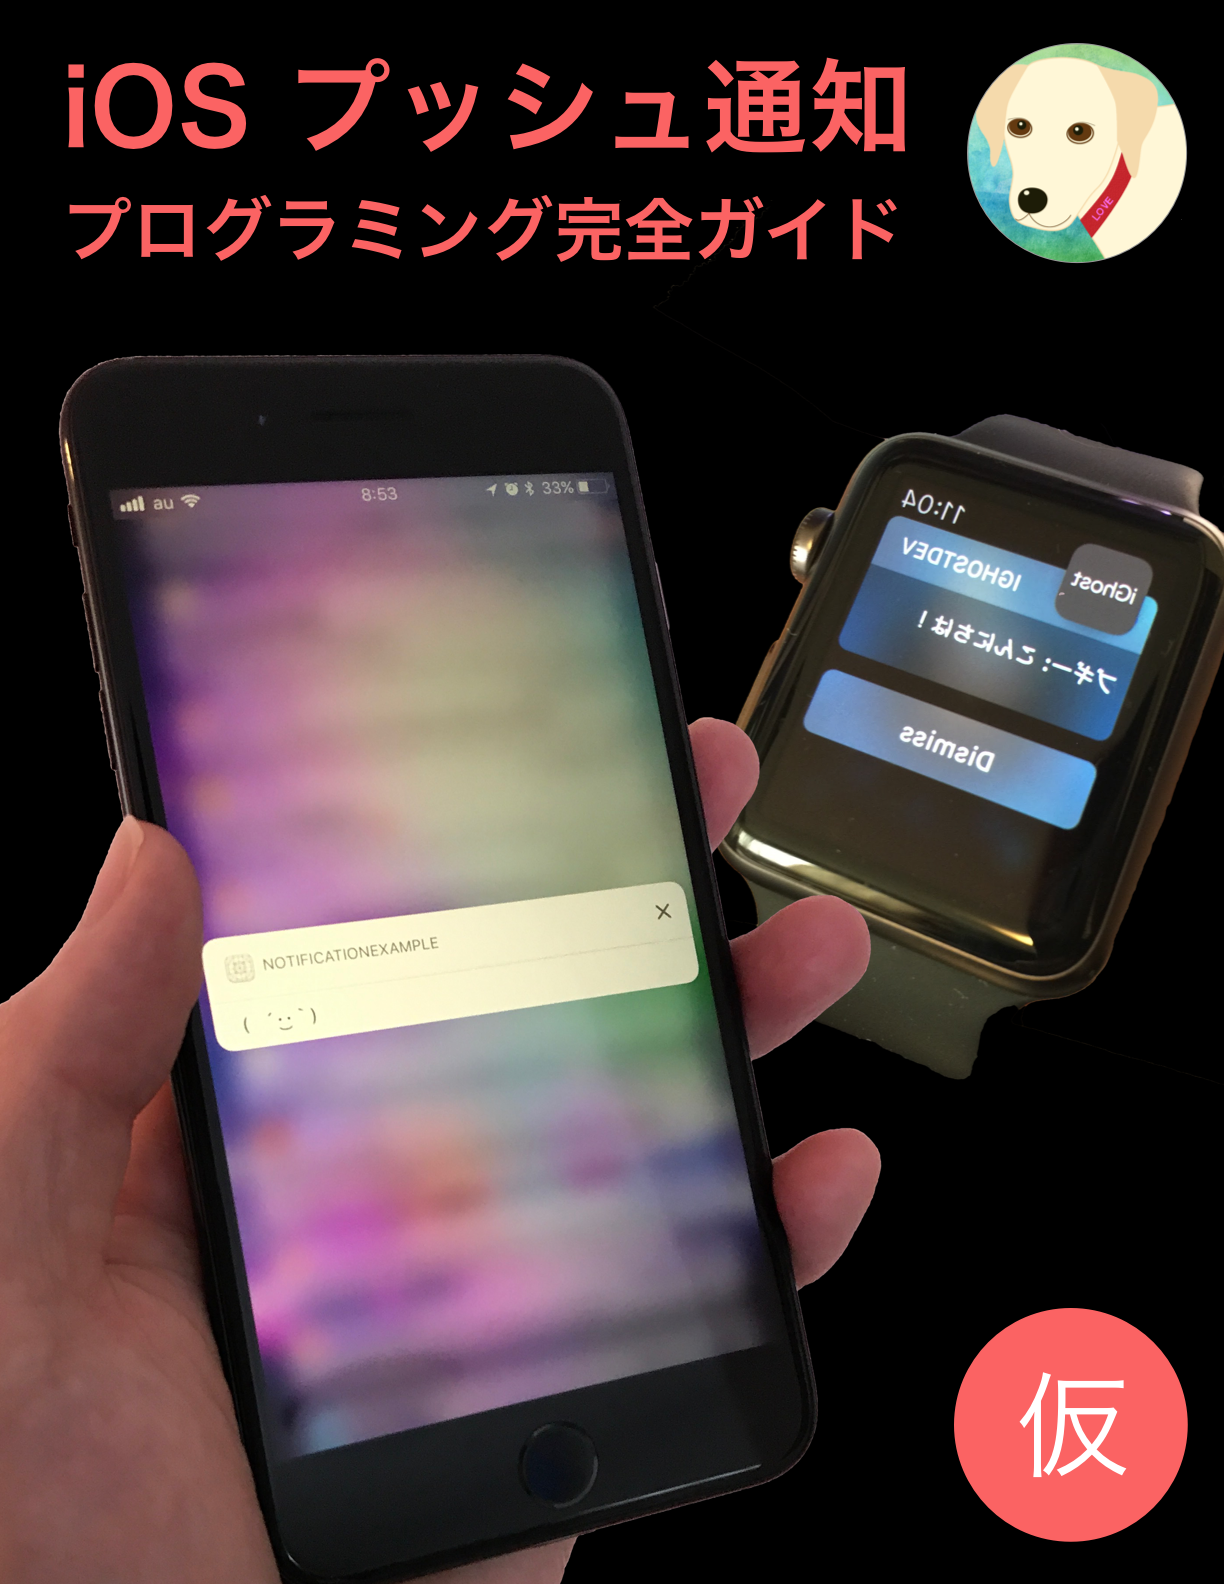 iOS プッシュ通知
プログラミング完全ガイド
LOVE
au 8:53 33%
11:04
iGhost
IGHOSTDEV
ブギー：こんにちは！
Dismiss
NOTIFICATIONEXAMPLE
( ´･‿･｀)
仮